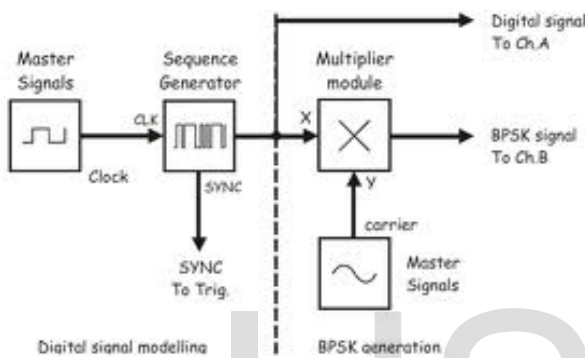 Digital signal
To Ch.A
Master
Signals
Sequence
Generator
Multiplier
module
CLK
X
BPSK signal
To Ch.B
Clock
SYNC
Y
carrier
SYNC
To Trig.
Master
Signals
Digital signal modelling
BPSK generation